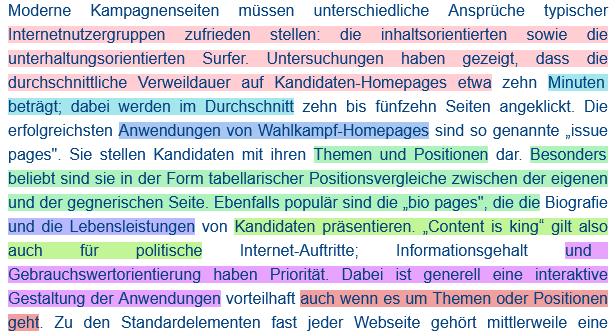 Moderne Kampagnenseiten müssen unterschiedliche Ansprüche typischer
Internetnutzergruppen zufrieden stellen: die inhaltsorientierten sowie die
unterhaltungsorientierten Surfer. Untersuchungen haben gezeigt, dass die
durchschnittliche Verweildauer auf Kandidaten-Homepages etwa zehn Minuten
beträgt; dabei werden im Durchschnitt zehn bis fünfzehn Seiten angeklickt. Die
erfolgreichsten Anwendungen von Wahlkampf-Homepages sind so genannte „issue
pages". Sie stellen Kandidaten mit ihren Themen und Positionen dar. Besonders
beliebt sind sie in der Form tabellarischer Positionsvergleiche zwischen der eigenen
und der gegnerischen Seite. Ebenfalls populär sind die „bio pages", die die Biografie
und die Lebensleistungen von Kandidaten präsentieren. „Content is king“ gilt also
auch für politische Internet-Auftritte; Informationsgehalt und
Gebrauchswertorientierung haben Priorität. Dabei ist generell eine interaktive
Gestaltung der Anwendungen vorteilhaft auch wenn es um Themen oder Positionen
geht. Zu den Standardelementen fast jeder Webseite gehört mittlerweile eine